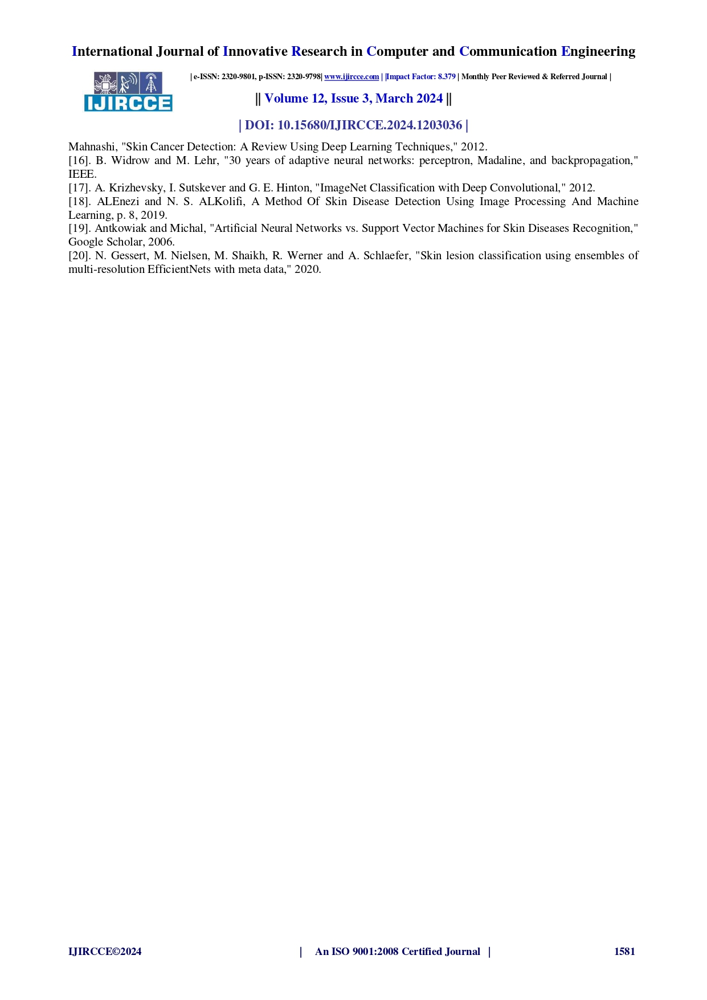 International Journal of Innovative Research in Computer and Communication Engineering
| e-ISSN: 2320-9801, p-ISSN: 2320-9798| www.ijircce.com | |Impact Factor: 8.379 | Monthly Peer Reviewed & Referred Journal |
IJIRCCE
|| Volume 12, Issue 3, March 2024 ||
| DOI: 10.15680/IJIRCCE.2024.1203036 |
Mahnashi, "Skin Cancer Detection: A Review Using Deep Learning Techniques," 2012.
[16]. B. Widrow and M. Lehr, "30 years of adaptive neural networks: perceptron, Madaline, and backpropagation,"
IEEE.
[17]. A. Krizhevsky, I. Sutskever and G. E. Hinton, "ImageNet Classification with Deep Convolutional," 2012.
[18]. ALEnezi and N. S. ALKolifi, A Method Of Skin Disease Detection Using Image Processing And Machine
Learning, p. 8, 2019.
[19]. Antkowiak and Michal, "Artificial Neural Networks vs. Support Vector Machines for Skin Diseases Recognition,"
Google Scholar, 2006.
[20]. N. Gessert, M. Nielsen, M. Shaikh, R. Werner and A. Schlaefer, "Skin lesion classification using ensembles of
multi-resolution EfficientNets with meta data," 2020.
IJIRCCE©2024 | An ISO 9001:2008 Certified Journal | 1581